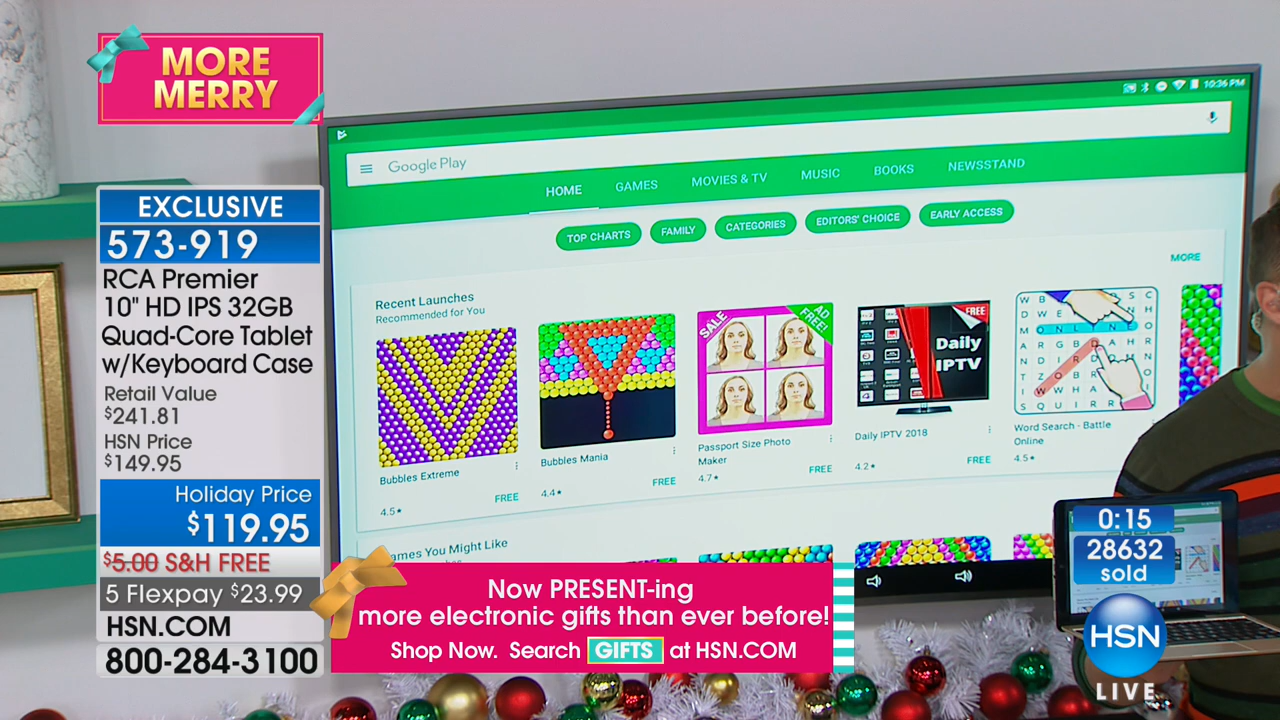 MORE
MERRY
EXCLUSIVE
573-919
RCA Premier
10" HD IPS 32GB
Quad-Core Tablet
w/Keyboard Case
Retail Value
$241.81
HSN Price
$149.95
Holiday Price
$119.95
$5.00 S&H FREE
5 Flexpay $23.99
HSN.COM
800-284-3100
10:36 PM
Google Play
HOME GAMES MOVIES & TV MUSIC BOOKS NEWSSTAND
TOP CHARTS FAMILY CATEGORIES EDITORS' CHOICE EARLY ACCESS
MORE
Recent Launches
Recommended for You
SALE
AD
FREE!
FREE
Daily
IPTV
ONLINE
Bubbles Extreme
4.5★
FREE
Bubbles Mania
4.4★
FREE
Passport Size Photo
Maker
4.7★
FREE
Daily IPTV 2018
4.2★
FREE
Word Search - Battle
Online
4.5★
Games You Might Like
Now PRESENT-ing
more electronic gifts than ever before!
Shop Now. Search GIFTS at HSN.COM
0:15
28632
sold
HSN
LIVE